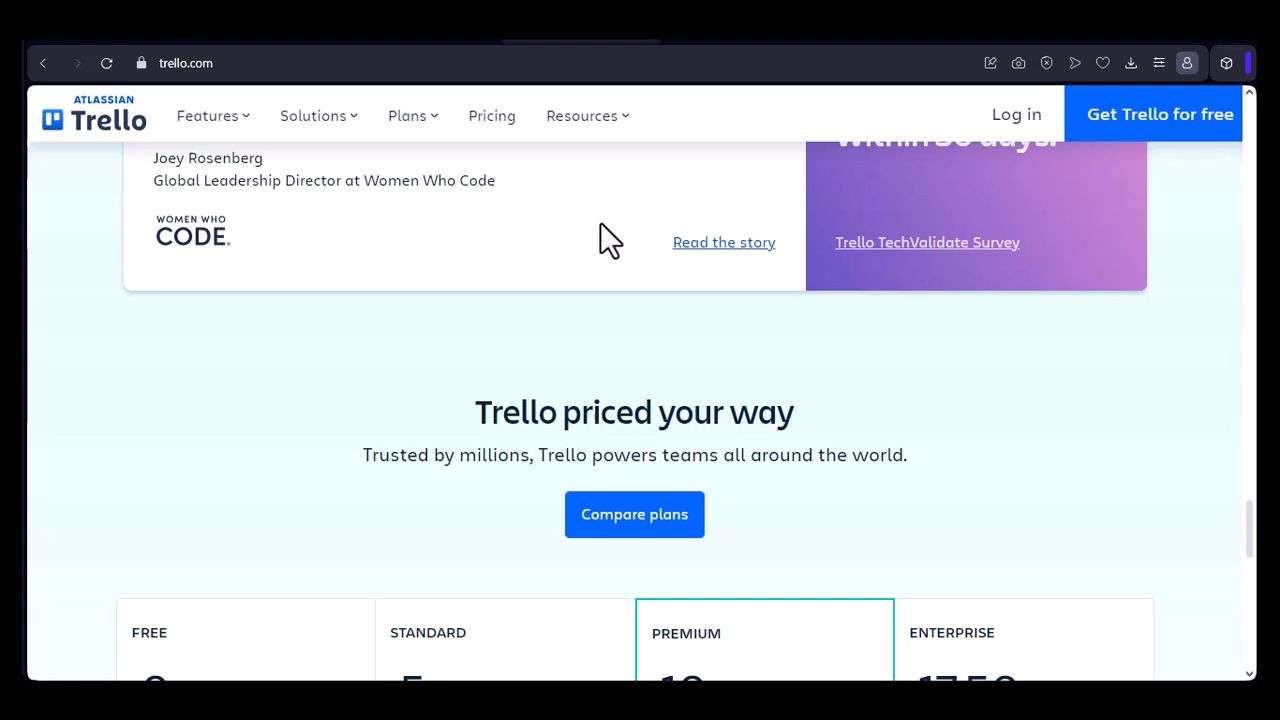 trello.com
ATLASSIAN
Trello
Features
Solutions
Plans
Pricing
Resources
Log in
Get Trello for free
Joey Rosenberg
Global Leadership Director at Women Who Code
WOMEN WHO
CODE.
Read the story
Trello TechValidate Survey
Trello priced your way
Trusted by millions, Trello powers teams all around the world.
Compare plans
FREE
STANDARD
PREMIUM
ENTERPRISE